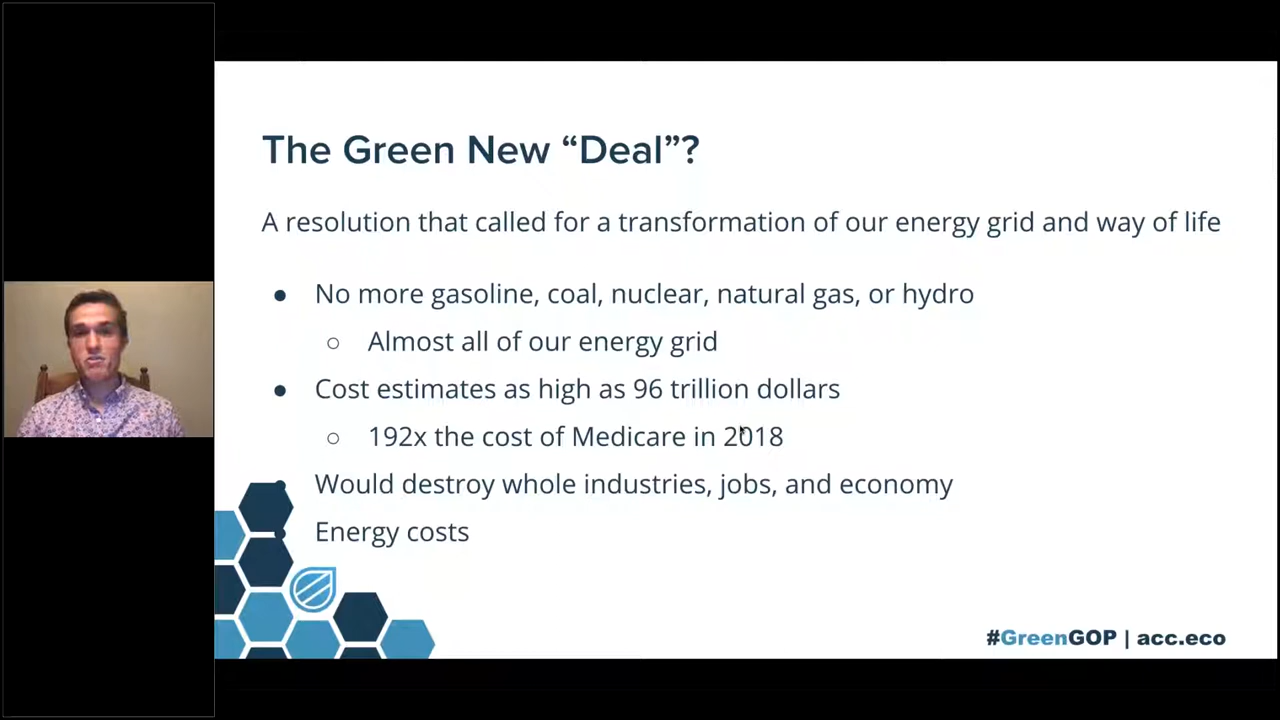 The Green New “Deal”?
A resolution that called for a transformation of our energy grid and way of life
● No more gasoline, coal, nuclear, natural gas, or hydro
○ Almost all of our energy grid
● Cost estimates as high as 96 trillion dollars
○ 192x the cost of Medicare in 2018
● Would destroy whole industries, jobs, and economy
● Energy costs
#GreenGOP | acc.eco